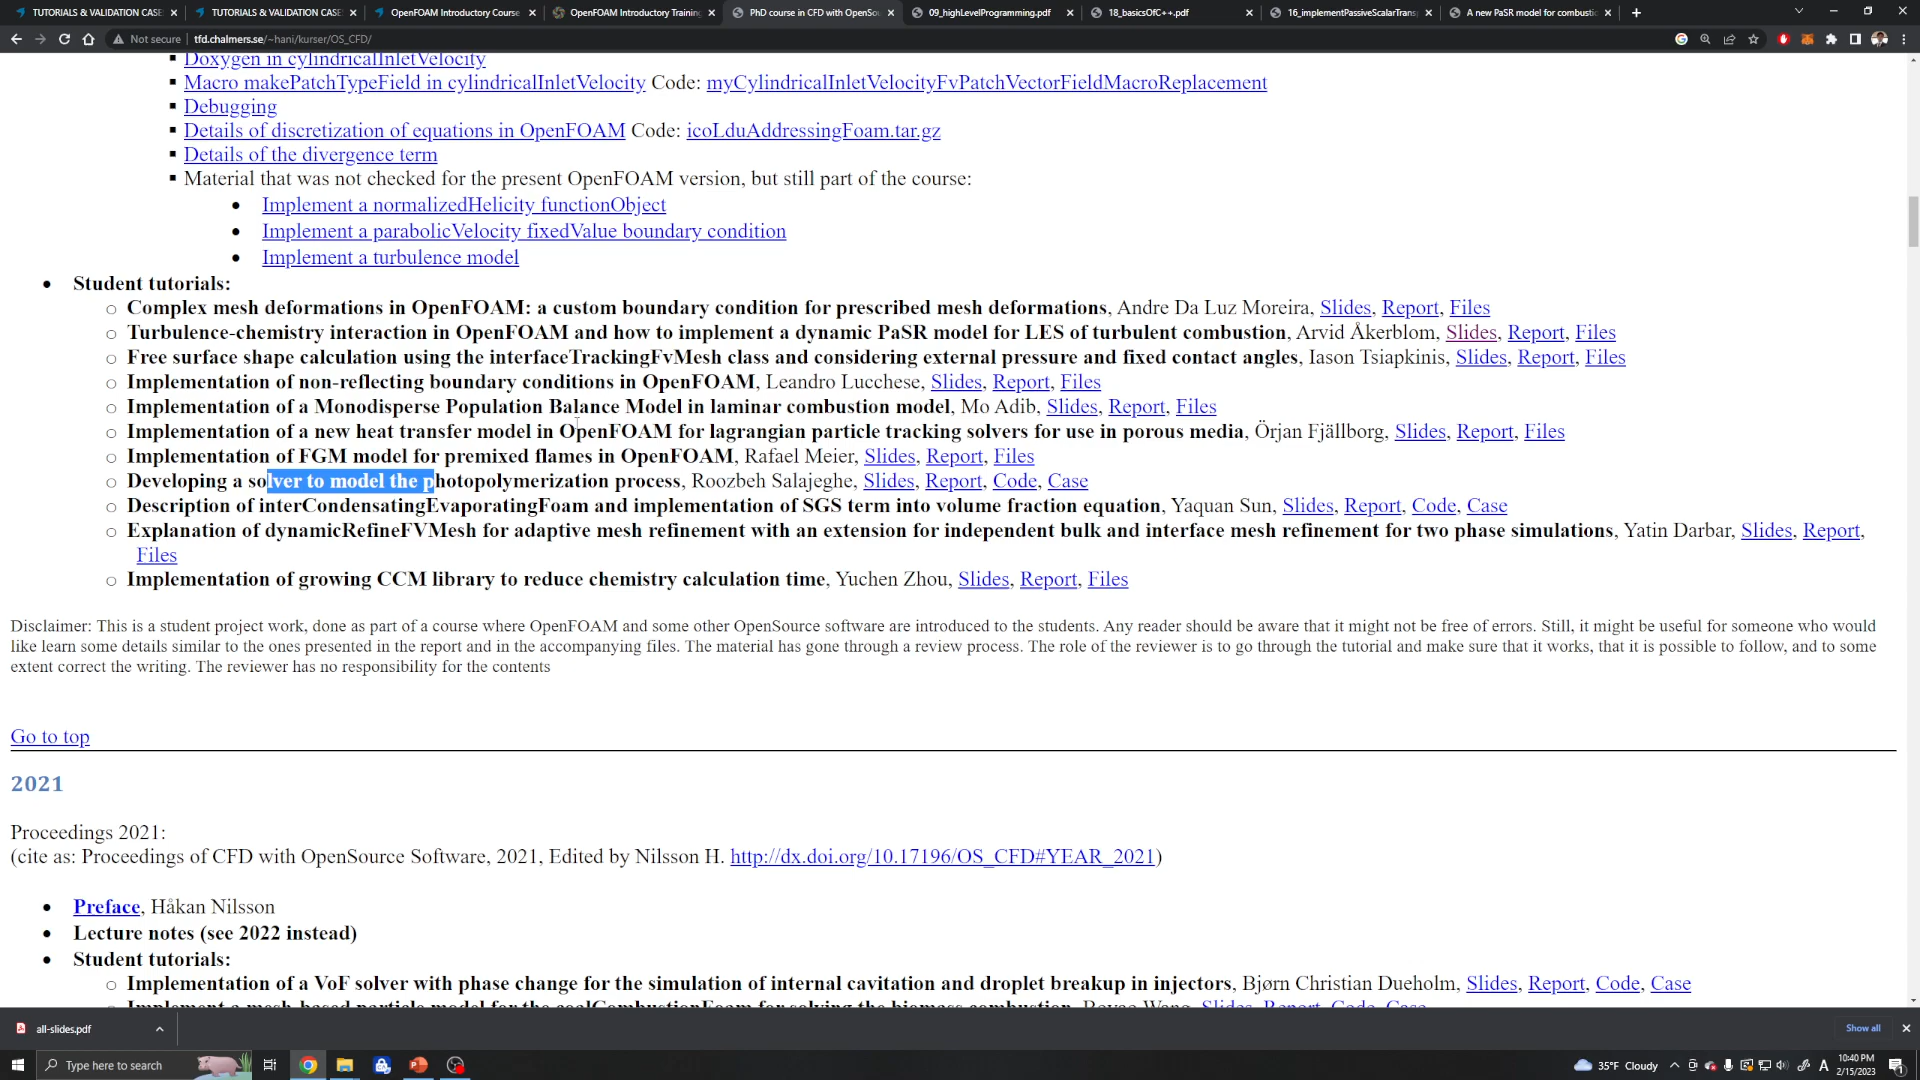 TUTORIALS & VALIDATION CASE
TUTORIALS & VALIDATION CASE
OpenFOAM Introductory Course
OpenFOAM Introductory Training
PhD course in CFD with OpenSou
09_highLevelProgramming.pdf
18_basicsOfC++.pdf
16_implementPassiveScalarTrans
A new PaSR model for combusti
Not secure
tfd.chalmers.se/~hani/kurser/OS_CFD/
Doxygen in cylindricalInletVelocity
Macro makePatchTypeField in cylindricalInletVelocity Code: myCylindricalInletVelocityFvPatchVectorFieldMacroReplacement
Debugging
Details of discretization of equations in OpenFOAM Code: icoLduAddressingFoam.tar.gz
Details of the divergence term
Material that was not checked for the present OpenFOAM version, but still part of the course:
Implement a normalizedHelicity functionObject
Implement a parabolicVelocity fixedValue boundary condition
Implement a turbulence model
Student tutorials:
Complex mesh deformations in OpenFOAM: a custom boundary condition for prescribed mesh deformations, Andre Da Luz Moreira, Slides, Report, Files
Turbulence-chemistry interaction in OpenFOAM and how to implement a dynamic PaSR model for LES of turbulent combustion, Arvid Åkerblom, Slides, Report, Files
Free surface shape calculation using the interfaceTrackingFvMesh class and considering external pressure and fixed contact angles, Iason Tsiapkinis, Slides, Report, Files
Implementation of non-reflecting boundary conditions in OpenFOAM, Leandro Lucchese, Slides, Report, Files
Implementation of a Monodisperse Population Balance Model in laminar combustion model, Mo Adib, Slides, Report, Files
Implementation of a new heat transfer model in OpenFOAM for lagrangian particle tracking solvers for use in porous media, Örjan Fjällborg, Slides, Report, Files
Implementation of FGM model for premixed flames in OpenFOAM, Rafael Meier, Slides, Report, Files
Developing a solver to model the photopolymerization process, Roozbeh Salajeghe, Slides, Report, Code, Case
Description of interCondensatingEvaporatingFoam and implementation of SGS term into volume fraction equation, Yaquan Sun, Slides, Report, Code, Case
Explanation of dynamicRefineFVMesh for adaptive mesh refinement with an extension for independent bulk and interface mesh refinement for two phase simulations, Yatin Darbar, Slides, Report,
Files
Implementation of growing CCM library to reduce chemistry calculation time, Yuchen Zhou, Slides, Report, Files
Disclaimer: This is a student project work, done as part of a course where OpenFOAM and some other OpenSource software are introduced to the students. Any reader should be aware that it might not be free of errors. Still, it might be useful for someone who would
like learn some details similar to the ones presented in the report and in the accompanying files. The material has gone through a review process. The role of the reviewer is to go through the tutorial and make sure that it works, that it is possible to follow, and to some
extent correct the writing. The reviewer has no responsibility for the contents
Go to top
2021
Proceedings 2021:
(cite as: Proceedings of CFD with OpenSource Software, 2021, Edited by Nilsson H. http://dx.doi.org/10.17196/OS_CFD#YEAR_2021)
Preface, Håkan Nilsson
Lecture notes (see 2022 instead)
Student tutorials:
Implementation of a VoF solver with phase change for the simulation of internal cavitation and droplet breakup in injectors, Bjørn Christian Dueholm, Slides, Report, Code, Case
Implement a mesh-based particle model for the coalCombustionFoam for solving the biomass combustion, Boyao Wang, Slides, Report, Code, Case
all-slides.pdf
Show all
Type here to search
35°F Cloudy
A
10:40 PM
2/15/2023
1